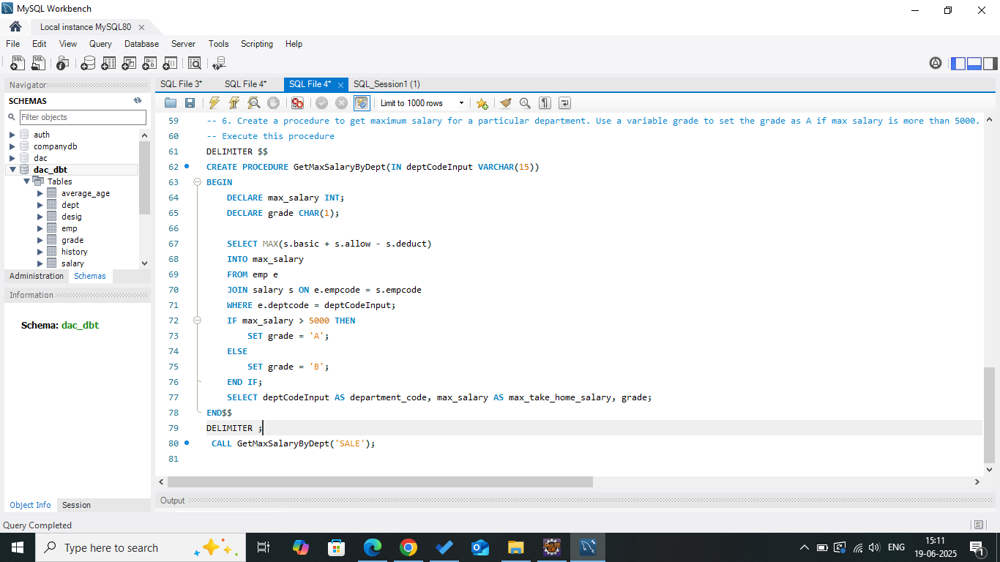 MySQL Workbench
Local instance MySQL80
File Edit View Query Database Server Tools Scripting Help
Navigator
SCHEMAS
Filter objects
auth
companydb
dac
dac_dbt
Tables
average_age
dept
desig
emp
grade
history
salary
Administration Schemas
Information
Schema: dac_dbt
Object Info Session
SQL File 3* SQL File 4* SQL File 4* SQL_Session1 (1)
Limit to 1000 rows
59 -- 6. Create a procedure to get maximum salary for a particular department. Use a variable grade to set the grade as A if max salary is more than 5000.
60 -- Execute this procedure
61 DELIMITER $$
62 CREATE PROCEDURE GetMaxSalaryByDept(IN deptCodeInput VARCHAR(15))
63 BEGIN
64 DECLARE max_salary INT;
65 DECLARE grade CHAR(1);
66
67 SELECT MAX(s.basic + s.allow - s.deduct)
68 INTO max_salary
69 FROM emp e
70 JOIN salary s ON e.empcode = s.empcode
71 WHERE e.deptcode = deptCodeInput;
72 IF max_salary > 5000 THEN
73 SET grade = 'A';
74 ELSE
75 SET grade = 'B';
76 END IF;
77 SELECT deptCodeInput AS department_code, max_salary AS max_take_home_salary, grade;
78 END$$
79 DELIMITER ;
80 CALL GetMaxSalaryByDept('SALE');
81
Output
Query Completed
Type here to search
ENG
15:11
19-06-2025
1